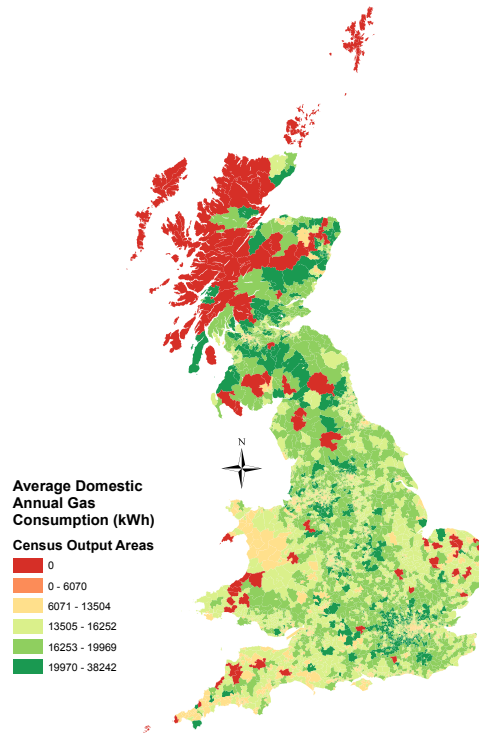 N
Average Domestic
Annual Gas
Consumption (kWh)
Census Output Areas
0
0 - 6070
6071 - 13504
13505 - 16252
16253 - 19969
19970 - 38242